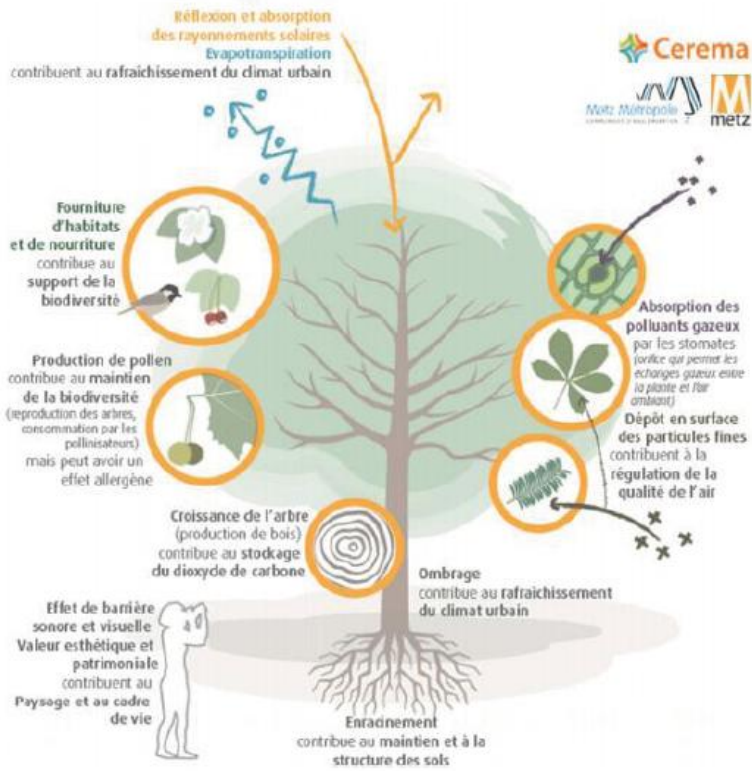 Réflexion et absorption
des rayonnements solaires
Evapotranspiration
contribuent au rafraichissement du climat urbain
Cerema
Metz Métropole
metz
Fourniture
d'habitats
et de nourriture
contribue au
support de la
biodiversité
Absorption des
polluants gazeux
par les stomates
(orifice qui permet les
échanges gazeux entre
la plante et l'air
ambiant)
Production de pollen
contribue au maintien
de la biodiversité
(reproduction des arbres,
consommation par les
pollinisateurs)
mais peut avoir un
effet allergène
Dépôt en surface
des particules fines
contribuent à la
régulation de la
qualité de l'air
Croissance de l'arbre
(production de bois)
contribue au stockage
du dioxyde de carbone
Ombrage
contribue au rafraichissement
du climat urbain
Effet de barrière
sonore et visuelle
Valeur esthétique et
patrimoniale
contribuent au
Paysage et au cadre
de vie
Enracinement
contribue au maintien et à la
structure des sols